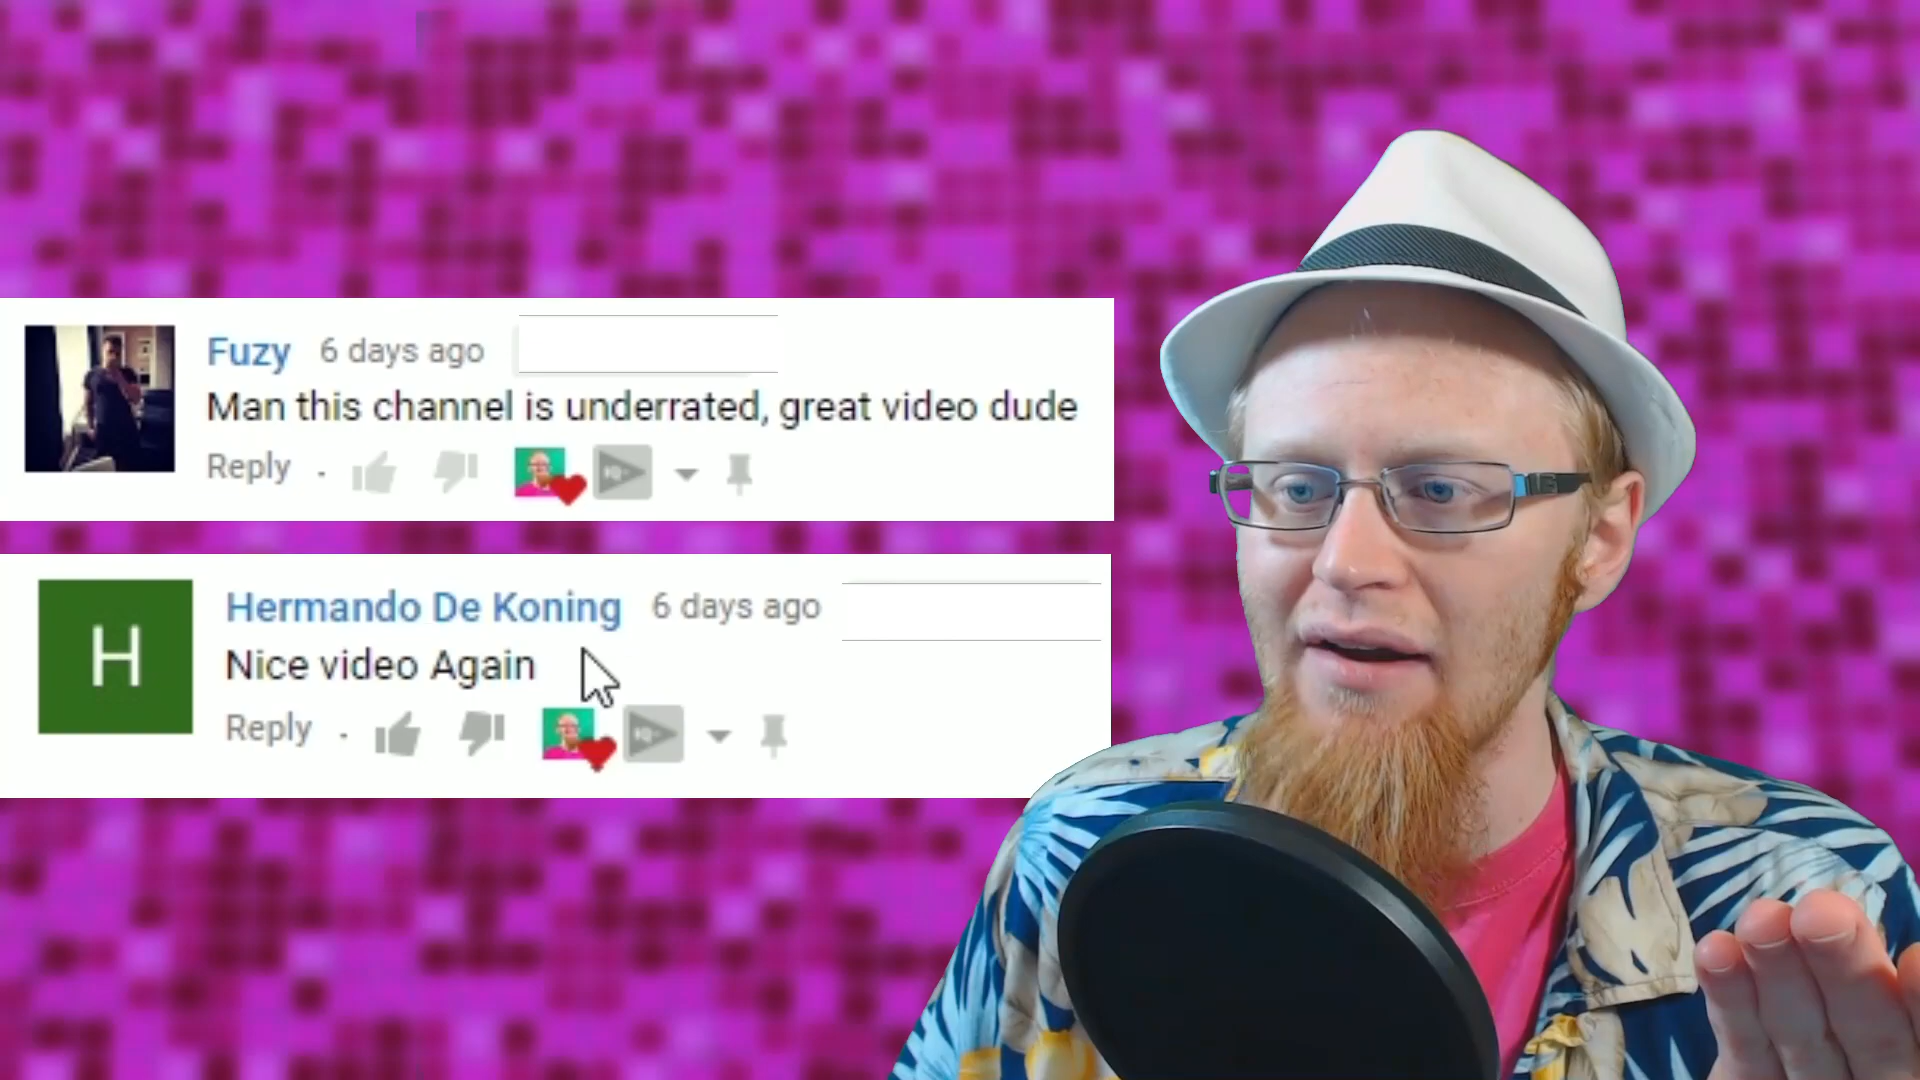 Fuzy 6 days ago
Man this channel is underrated, great video dude
Reply
H
Hermando De Koning 6 days ago
Nice video Again
Reply